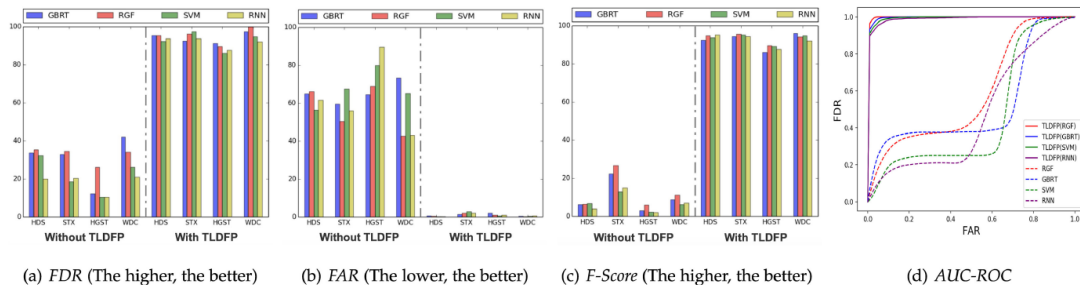 GBRT RGF SVM RNN
100
80
60
40
20
0
HDS STX HGST WDC HDS STX HGST WDC
Without TLDFP With TLDFP
(a) FDR (The higher, the better)
GBRT RGF SVM RNN
100
80
60
40
20
0
HDS STX HGST WDC HDS STX HGST WDC
Without TLDFP With TLDFP
(b) FAR (The lower, the better)
GBRT RGF SVM RNN
100
80
60
40
20
0
HDS STX HGST WDC HDS STX HGST WDC
Without TLDFP With TLDFP
(c) F-Score (The higher, the better)
FDR
1.0
0.8
0.6
0.4
0.2
0.0
0.0 0.2 0.4 0.6 0.8 1.0
FAR
TLDFP(RGF)
TLDFP(GBRT)
TLDFP(SVM)
TLDFP(RNN)
RGF
GBRT
SVM
RNN
(d) AUC-ROC